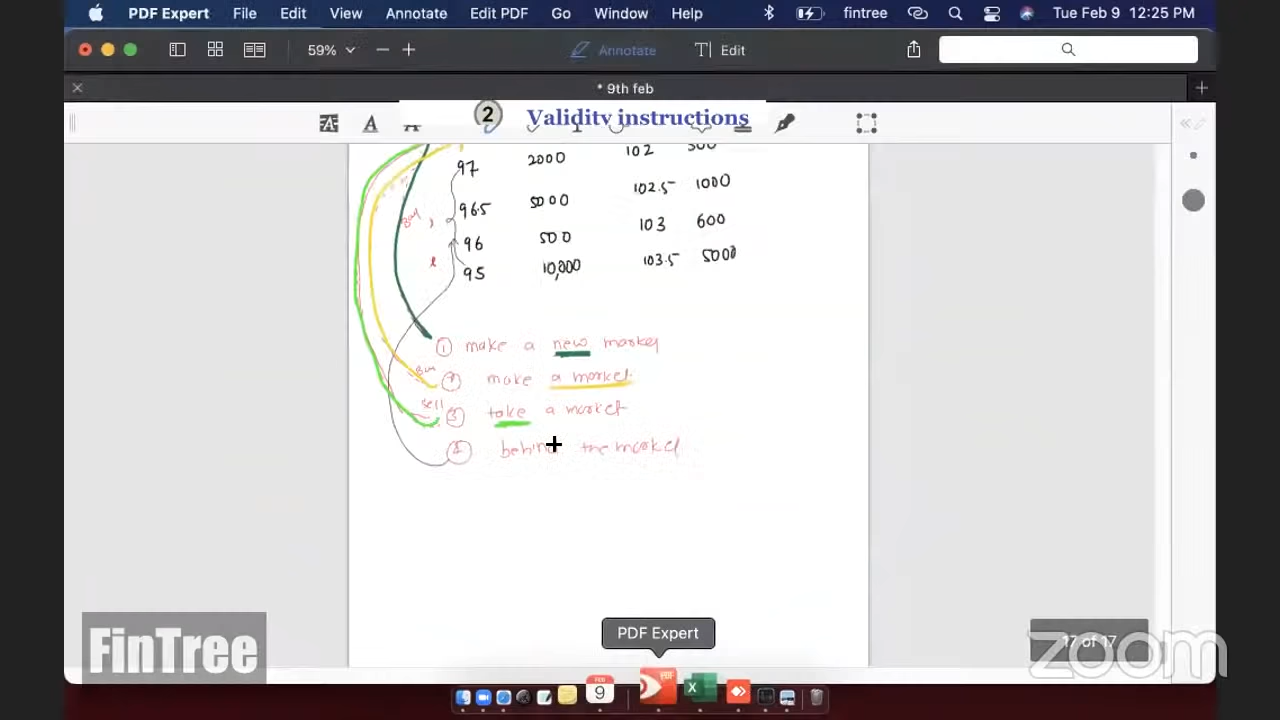 PDF Expert File Edit View Annotate Edit PDF Go Window Help fintree Tue Feb 9 12:25 PM
59% Annotate T Edit
* 9th feb
2 Validity instructions
97 2000 102
96.5 5000 102.5 1000
96 500 103 600
95 10,000 103.5 5000
1 make a new market
make a market
sell 3 take a market
behind the market
PDF Expert
17 of 17
FinTree
zoom
FEB
9